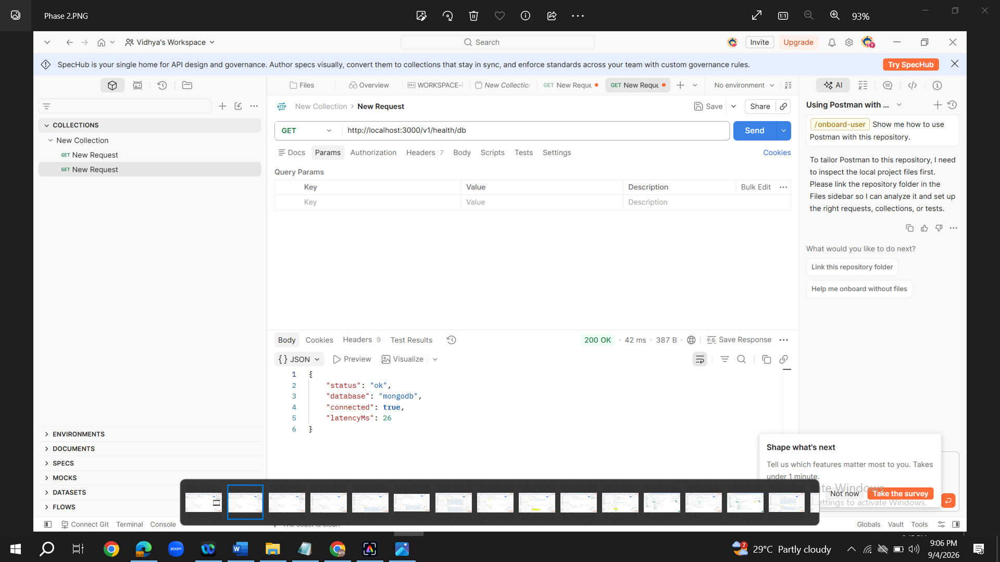 Phase 2.PNG
93%
Vidhya's Workspace
Search
Invite
Upgrade
SpecHub is your single home for API design and governance. Author specs visually, convert them to collections that stay in sync, and enforce standards across your team with custom governance rules.
Try SpecHub
Files
Overview
WORKSPACE-
New Collection
GET New Reque
GET New Reque
No environment
AI
New Collection > New Request
Save
Share
Using Postman with ...
COLLECTIONS
New Collection
GET New Request
GET New Request
GET
http://localhost:3000/v1/health/db
Send
/onboard-user Show me how to use
Postman with this repository.
Docs
Params
Authorization
Headers 7
Body
Scripts
Tests
Settings
Cookies
Query Params
Key
Value
Description
Bulk Edit
Key
Value
Description
To tailor Postman to this repository, I need
to inspect the local project files first.
Please link the repository folder in the
Files sidebar so I can analyze it and set up
the right requests, collections, or tests.
What would you like to do next?
Link this repository folder
Help me onboard without files
Body
Cookies
Headers 9
Test Results
200 OK
42 ms
387 B
e.g. Save Response
{} JSON
Preview
Visualize
1 {
2 "status": "ok",
3 "database": "mongodb",
4 "connected": true,
5 "latencyMs": 26
6 }
ENVIRONMENTS
DOCUMENTS
SPECS
MOCKS
DATASETS
FLOWS
Shape what's next
Tell us which features matter most to you. Takes
under 1 minute.
Not now
Take the survey
Windows
to activate Windows.
Connect Git
Terminal
Console
Globals
Vault
Tools
zoom
7
29°C Partly cloudy
9:06 PM
9/4/2026